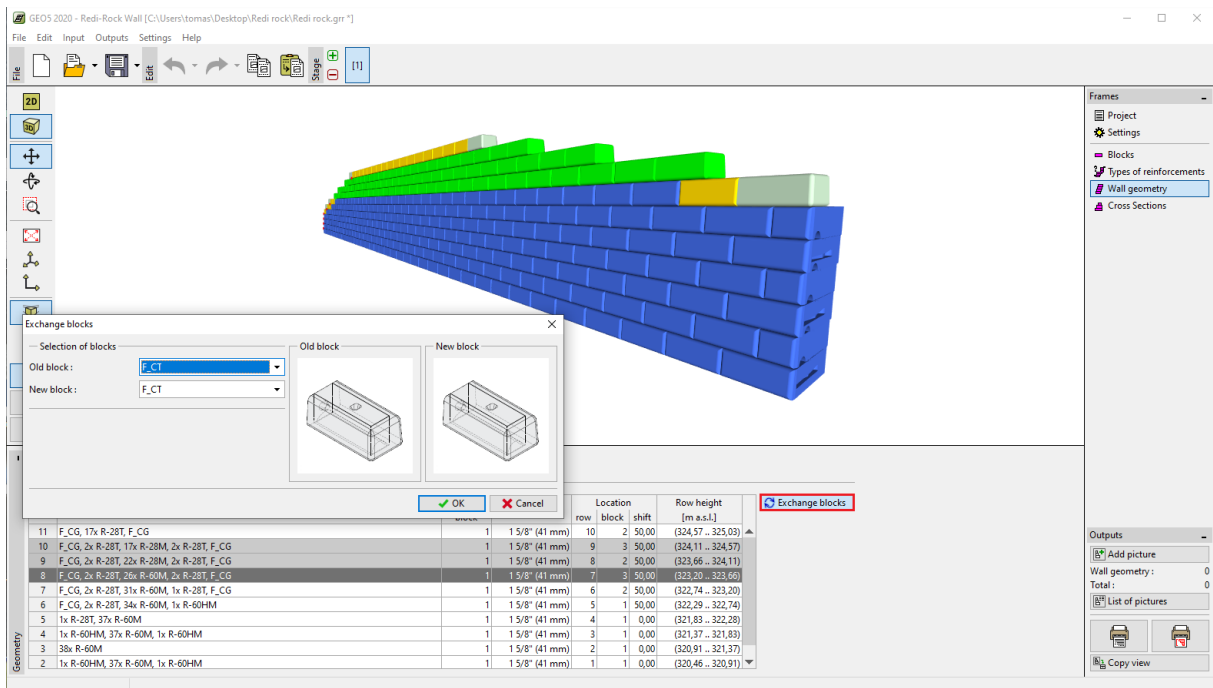 GEO5 2020 - Redi-Rock Wall [C:\Users\tomas\Desktop\Redi rock\Redi rock.grr *]
File Edit Input Outputs Settings Help
File
Edit
Stage
[1]
2D
3D
Frames
Project
Settings
Blocks
Types of reinforcements
Wall geometry
Cross Sections
Exchange blocks
Selection of blocks
Old block :
F_CT
New block :
F_CT
Old block
New block
OK
Cancel
Location
Row height
row block shift
[m a.s.l.]
Exchange blocks
11 F_CG, 17x R-28T, F_CG 1 1 5/8" (41 mm) 10 2 50,00 (324,57 .. 325,03)
10 F_CG, 2x R-28T, 17x R-28M, 2x R-28T, F_CG 1 1 5/8" (41 mm) 9 3 50,00 (324,11 .. 324,57)
9 F_CG, 2x R-28T, 22x R-28M, 2x R-28T, F_CG 1 1 5/8" (41 mm) 8 2 50,00 (323,66 .. 324,11)
8 F_CG, 2x R-28T, 26x R-60M, 2x R-28T, F_CG 1 1 5/8" (41 mm) 7 3 50,00 (323,20 .. 323,66)
7 F_CG, 2x R-28T, 31x R-60M, 1x R-28T, F_CG 1 1 5/8" (41 mm) 6 2 50,00 (322,74 .. 323,20)
6 F_CG, 2x R-28T, 34x R-60M, 1x R-60HM 1 1 5/8" (41 mm) 5 1 50,00 (322,29 .. 322,74)
5 1x R-28T, 37x R-60M 1 1 5/8" (41 mm) 4 1 0,00 (321,83 .. 322,28)
4 1x R-60HM, 37x R-60M, 1x R-60HM 1 1 5/8" (41 mm) 3 1 0,00 (321,37 .. 321,83)
3 38x R-60M 1 1 5/8" (41 mm) 2 1 0,00 (320,91 .. 321,37)
2 1x R-60HM, 37x R-60M, 1x R-60HM 1 1 5/8" (41 mm) 1 1 0,00 (320,46 .. 320,91)
Geometry
Outputs
Add picture
Wall geometry : 0
Total : 0
List of pictures
Copy view